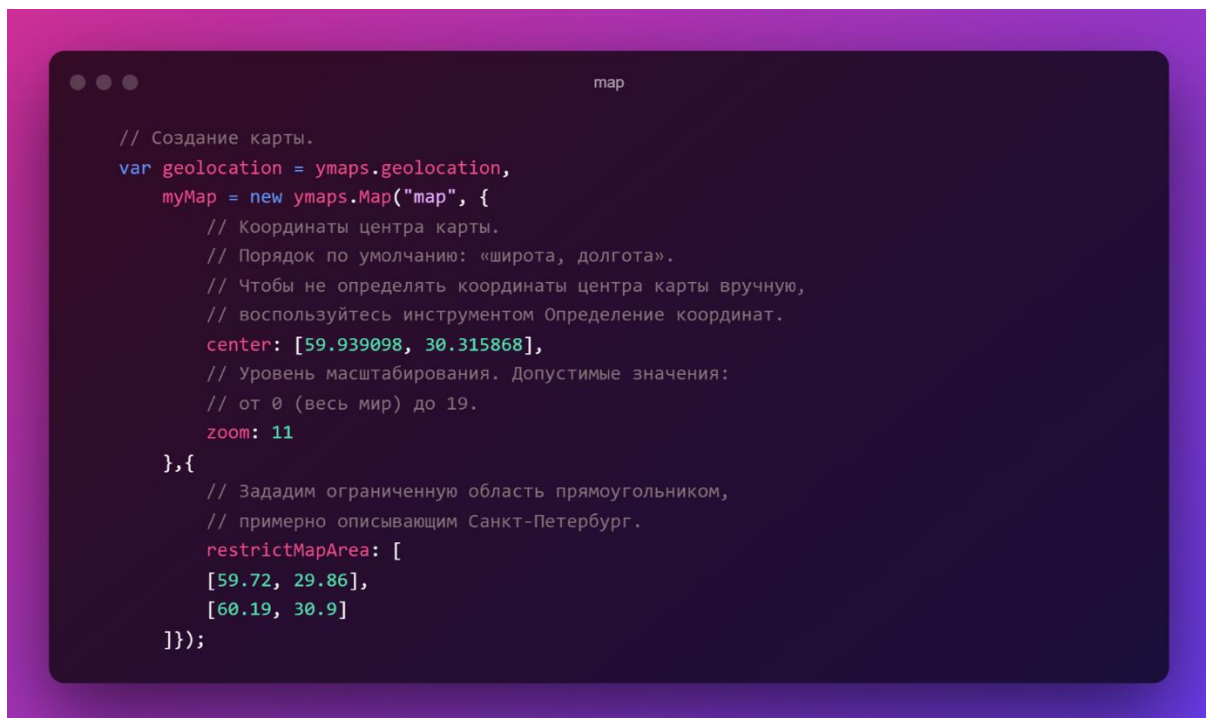 map
// Создание карты.
var geolocation = ymaps.geolocation,
    myMap = new ymaps.Map("map", {
        // Координаты центра карты.
        // Порядок по умолчанию: «широта, долгота».
        // Чтобы не определять координаты центра карты вручную,
        // воспользуйтесь инструментом Определение координат.
        center: [59.939098, 30.315868],
        // Уровень масштабирования. Допустимые значения:
        // от 0 (весь мир) до 19.
        zoom: 11
    },{
        // Зададим ограниченную область прямоугольником,
        // примерно описывающим Санкт-Петербург.
        restrictMapArea: [
        [59.72, 29.86],
        [60.19, 30.9]
    ]});